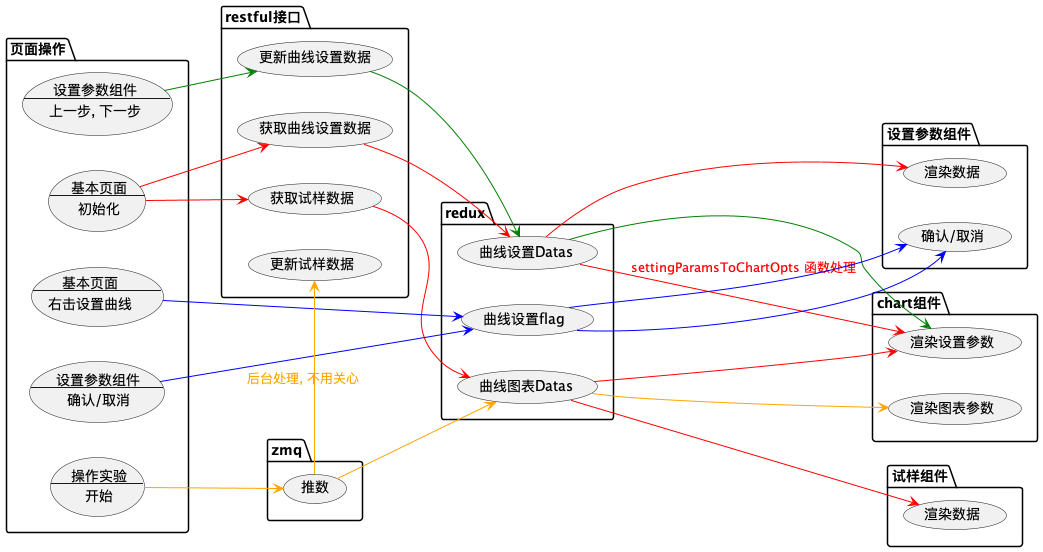 页面操作
设置参数组件
上一步, 下一步
基本页面
初始化
基本页面
右击设置曲线
设置参数组件
确认/取消
操作实验
开始
restful接口
更新曲线设置数据
获取曲线设置数据
获取试样数据
更新试样数据
后台处理, 不用关心
zmq
推数
redux
曲线设置Datas
曲线设置flag
曲线图表Datas
settingParamsToChartOpts 函数处理
设置参数组件
渲染数据
确认/取消
chart组件
渲染设置参数
渲染图表参数
试样组件
渲染数据